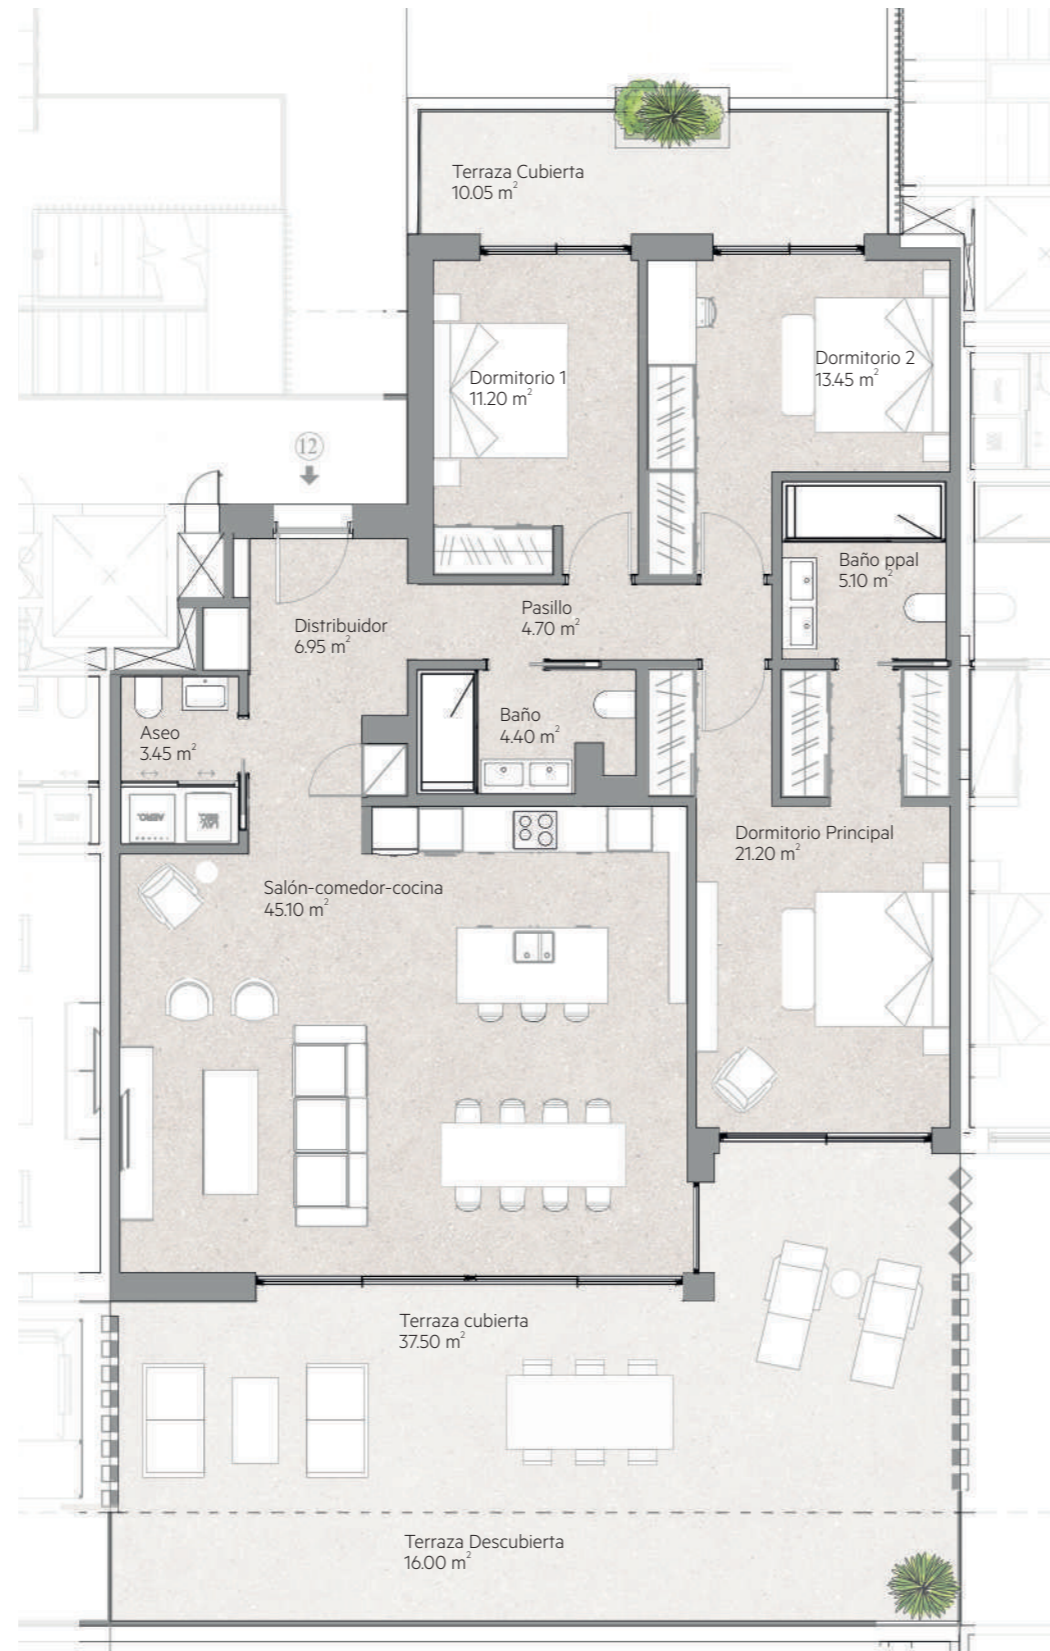 Terraza Cubierta
10.05 m²
Dormitorio 1
11.20 m²
Dormitorio 2
13.45 m²
12
Baño ppal
5.10 m²
Pasillo
4.70 m²
Distribuidor
6.95 m²
Baño
4.40 m²
Aseo
3.45 m²
AERO.
LAV.
SEC.
Dormitorio Principal
21.20 m²
Salón-comedor-cocina
45.10 m²
Terraza cubierta
37.50 m²
Terraza Descubierta
16.00 m²